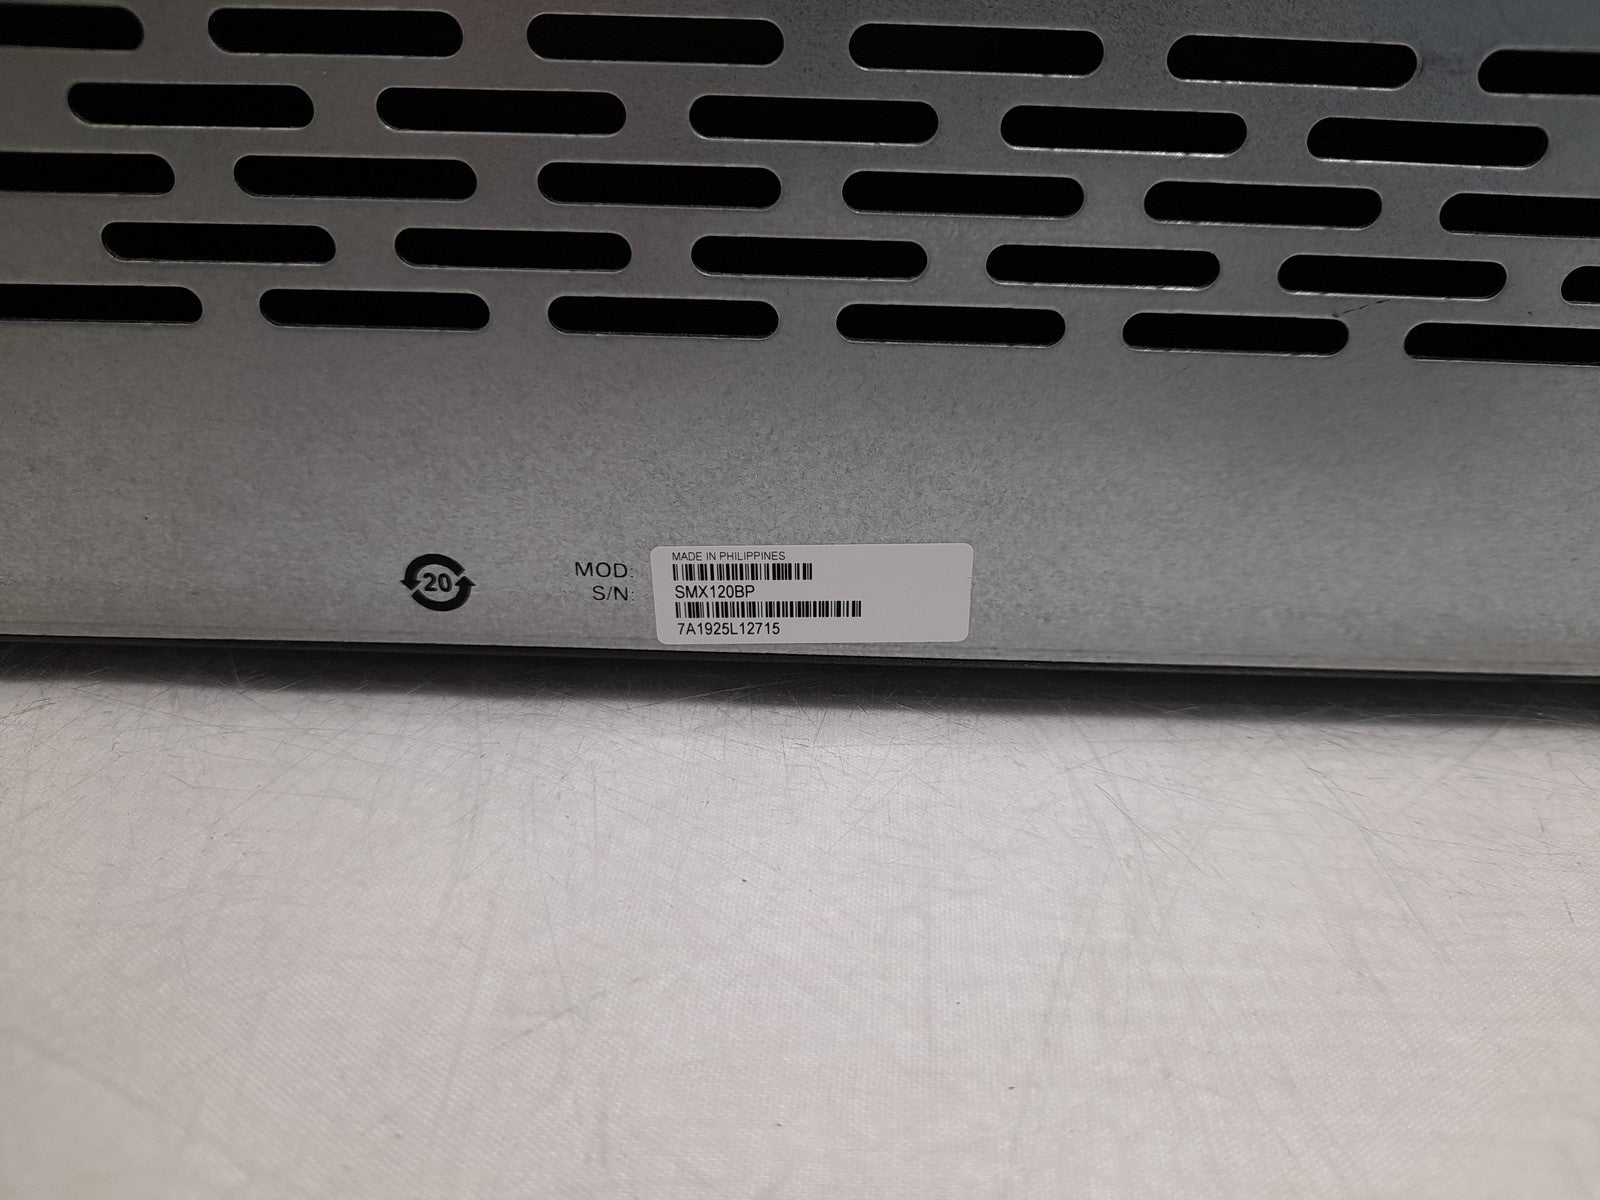 20
MADE IN PHILIPPINES
MOD:
SMX120BP
S/N:
7A1925L12715